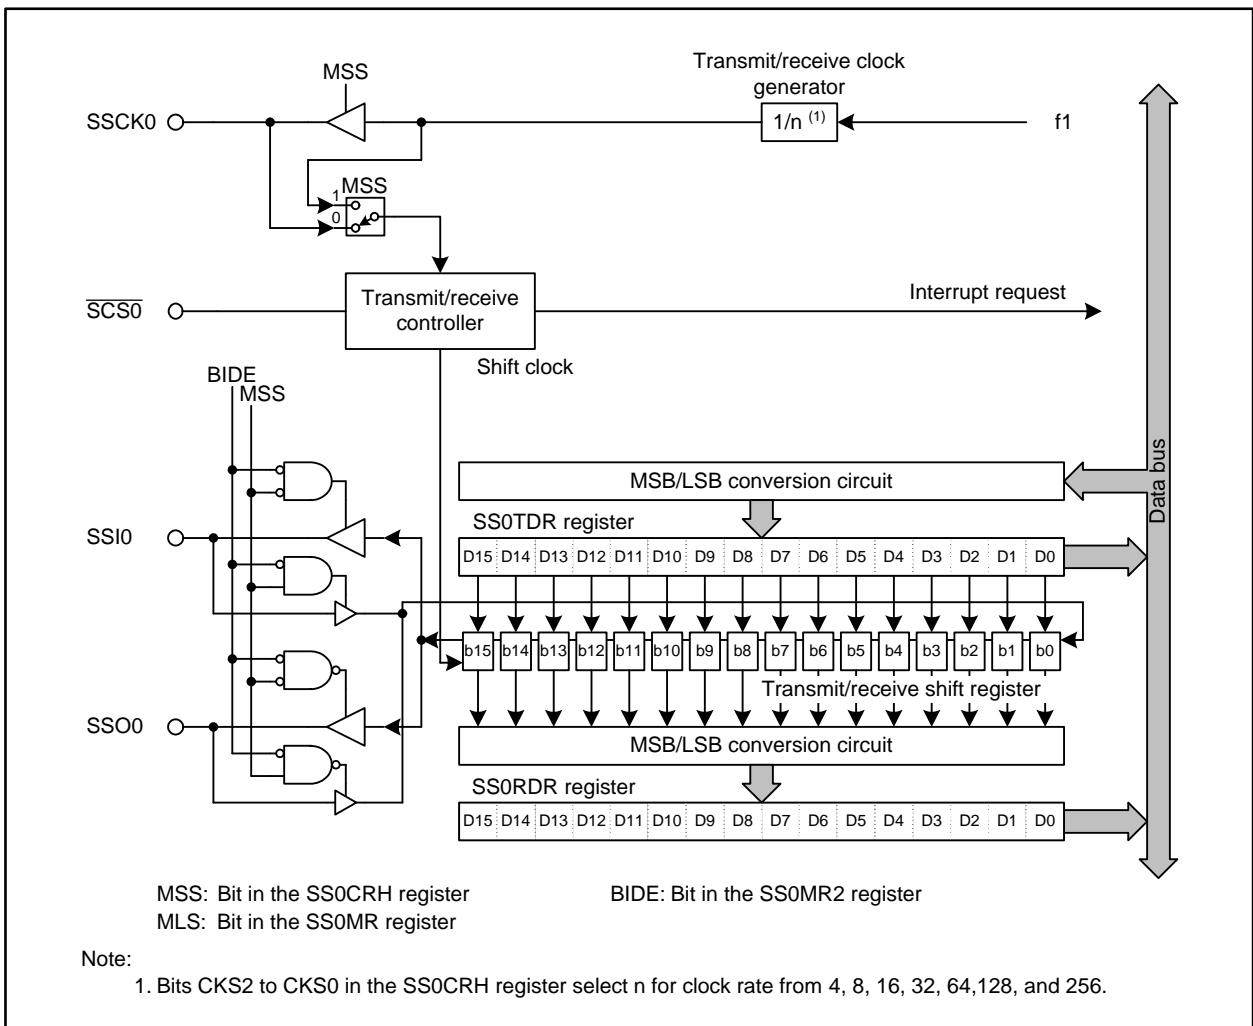 Transmit/receive clock
generator
MSS
SSCK0
1/n (1)
f1
MSS
1
0
SCS0
Transmit/receive
controller
Interrupt request
Shift clock
BIDE
MSS
Data bus
MSB/LSB conversion circuit
SS0TDR register
SSI0
D15 D14 D13 D12 D11 D10 D9 D8 D7 D6 D5 D4 D3 D2 D1 D0
b15 b14 b13 b12 b11 b10 b9 b8 b7 b6 b5 b4 b3 b2 b1 b0
Transmit/receive shift register
SSO0
MSB/LSB conversion circuit
SS0RDR register
D15 D14 D13 D12 D11 D10 D9 D8 D7 D6 D5 D4 D3 D2 D1 D0
MSS: Bit in the SS0CRH register
BIDE: Bit in the SS0MR2 register
MLS: Bit in the SS0MR register
Note:
1. Bits CKS2 to CKS0 in the SS0CRH register select n for clock rate from 4, 8, 16, 32, 64,128, and 256.